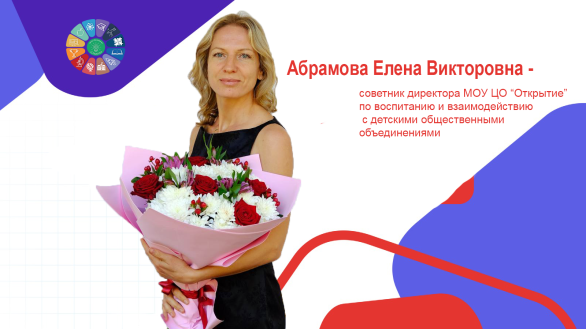 Абрамова Елена Викторовна -
советник директора МОУ ЦО "Открытие"
по воспитанию и взаимодействию
с детскими общественными
объединениями